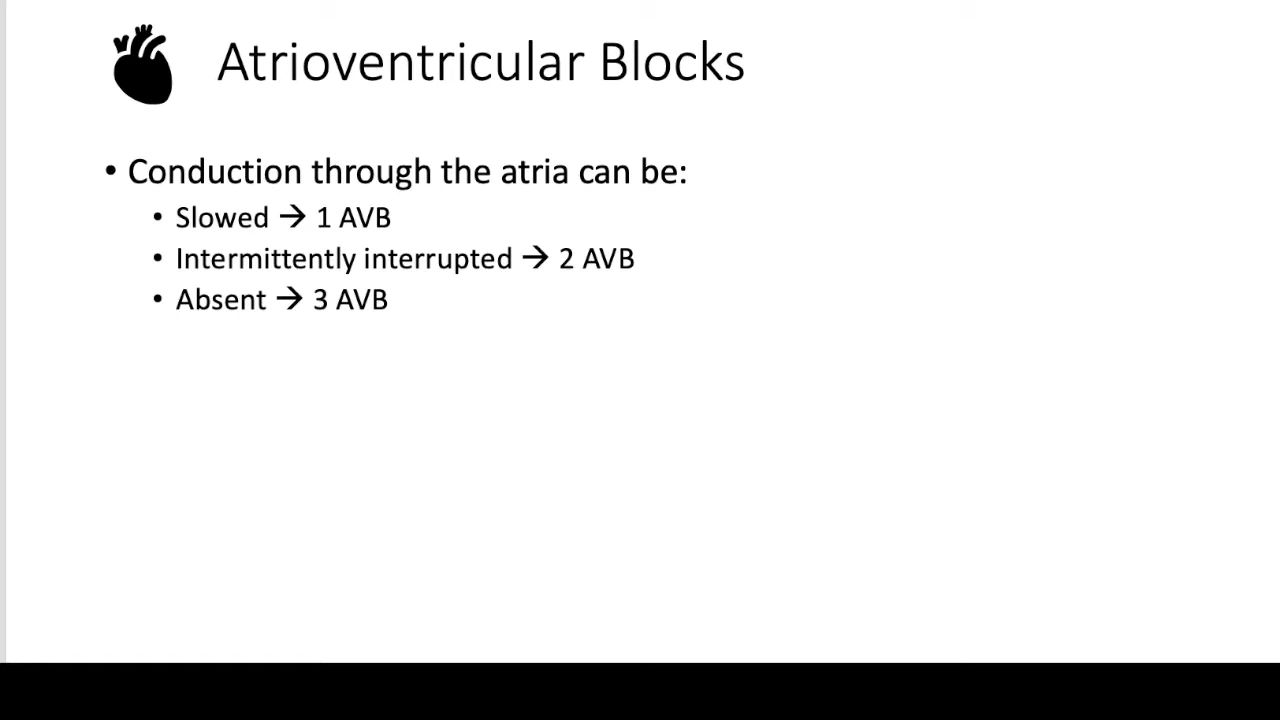 Atrioventricular Blocks
• Conduction through the atria can be:
• Slowed → 1 AVB
• Intermittently interrupted → 2 AVB
• Absent → 3 AVB